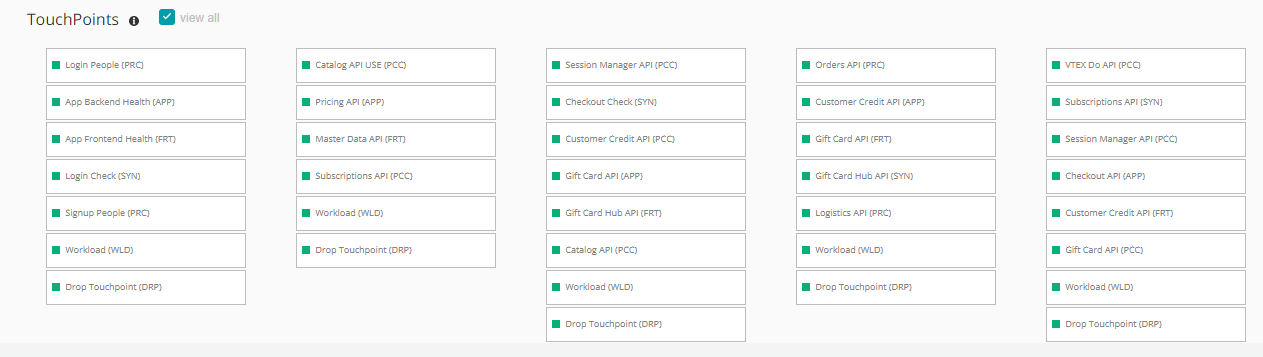 TouchPoints
view all
Login People (PRC)
App Backend Health (APP)
App Frontend Health (FRT)
Login Check (SYN)
Signup People (PRC)
Workload (WLD)
Drop Touchpoint (DRP)
Catalog API USE (PCC)
Pricing API (APP)
Master Data API (FRT)
Subscriptions API (PCC)
Workload (WLD)
Drop Touchpoint (DRP)
Session Manager API (PCC)
Checkout Check (SYN)
Customer Credit API (PCC)
Gift Card API (APP)
Gift Card Hub API (FRT)
Catalog API (PCC)
Workload (WLD)
Drop Touchpoint (DRP)
Orders API (PRC)
Customer Credit API (APP)
Gift Card API (FRT)
Gift Card Hub API (SYN)
Logistics API (PRC)
Workload (WLD)
Drop Touchpoint (DRP)
VTEX Do API (PCC)
Subscriptions API (SYN)
Session Manager API (PCC)
Checkout API (APP)
Customer Credit API (FRT)
Gift Card API (PCC)
Workload (WLD)
Drop Touchpoint (DRP)